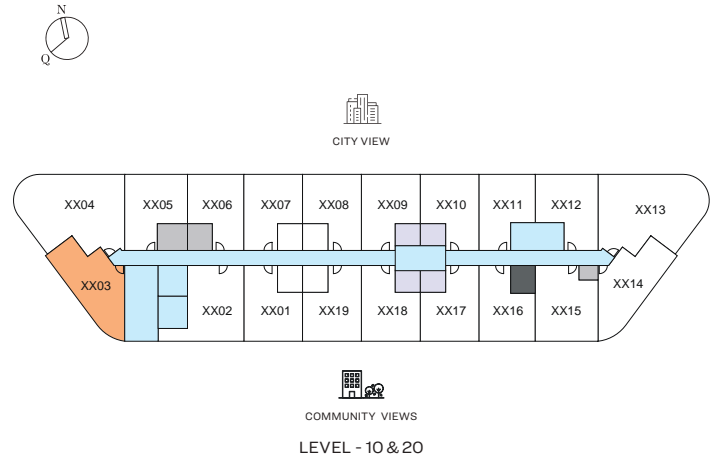 N
Q
CITY VIEW
XX04 XX05 XX06 XX07 XX08 XX09 XX10 XX11 XX12 XX13
XX03 XX14
XX02 XX01 XX19 XX18 XX17 XX16 XX15
COMMUNITY VIEWS
LEVEL - 10 & 20